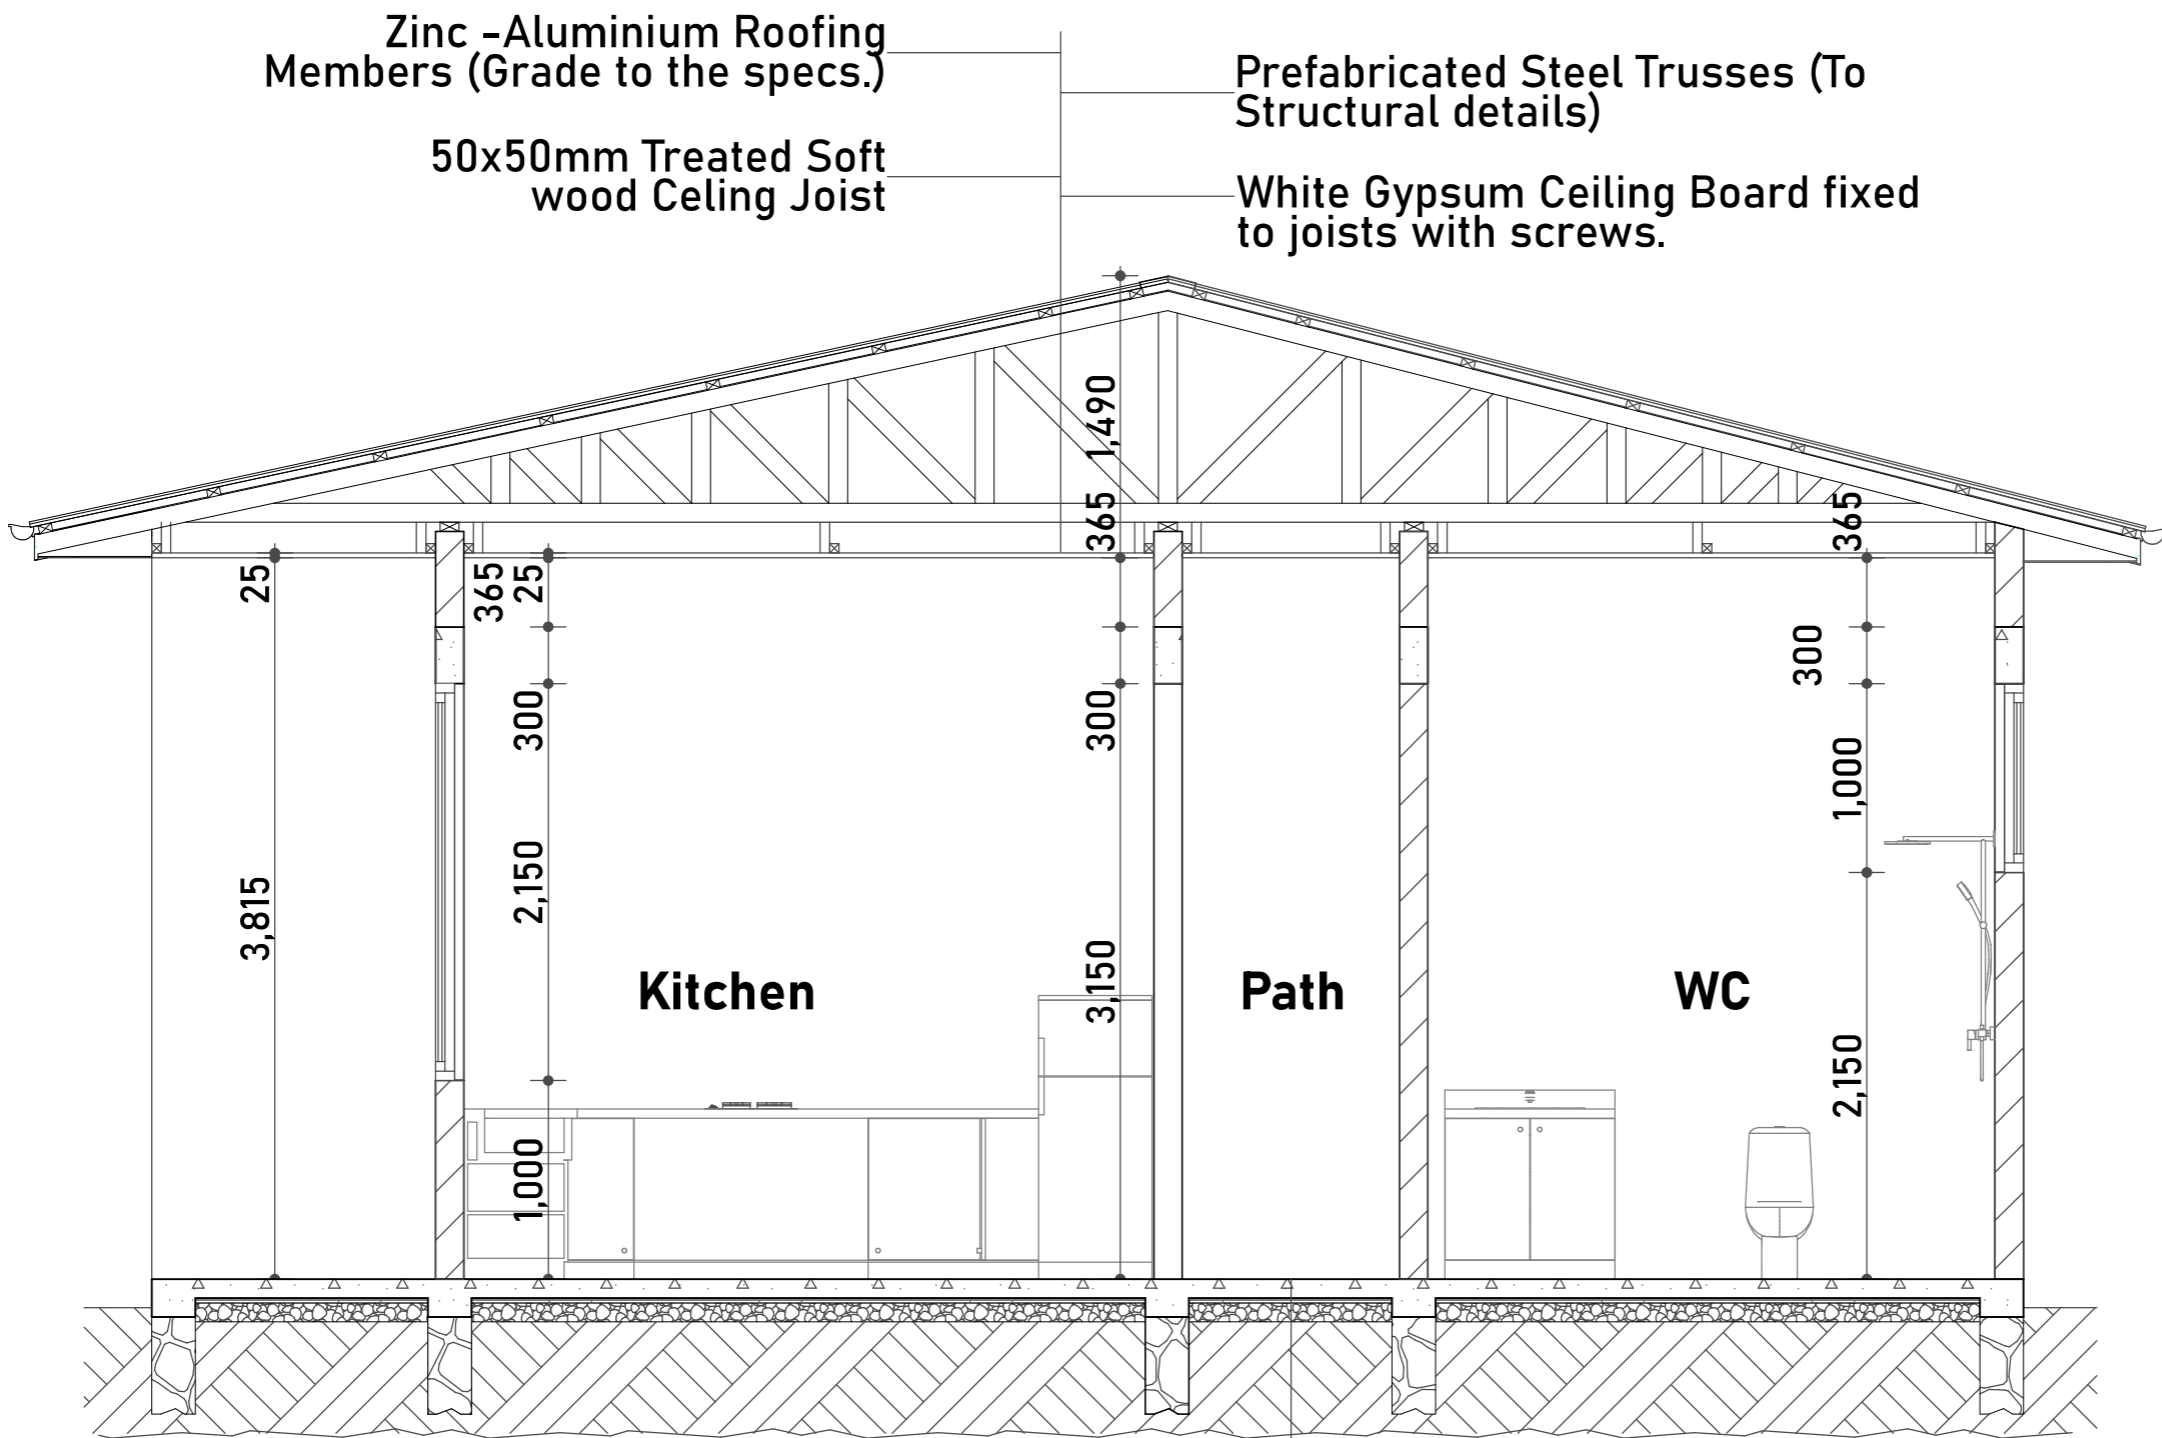 Zinc -Aluminium Roofing
Members (Grade to the specs.)
Prefabricated Steel Trusses (To
Structural details)
50x50mm Treated Soft
wood Celing Joist
White Gypsum Ceiling Board fixed
to joists with screws.
1,490
365
365
25
365
25
300
300
300
1,000
2,150
3,815
3,150
Kitchen
Path
WC
2,150
1,000